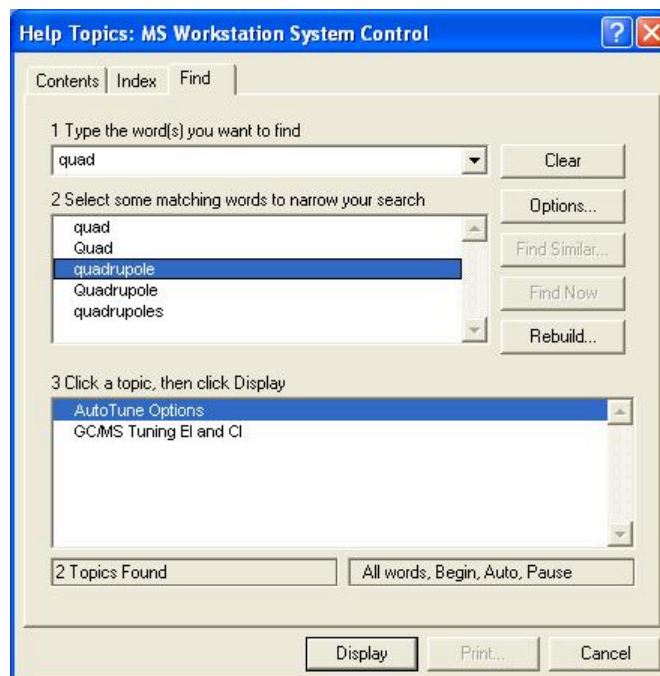 Help Topics: MS Workstation System Control
Contents Index Find
1 Type the word(s) you want to find
quad
Clear
2 Select some matching words to narrow your search
quad
Quad
quadrupole
Quadrupole
quadrupoles
Options...
Find Similar...
Find Now
Rebuild...
3 Click a topic, then click Display
AutoTune Options
GC/MS Tuning EI and CI
2 Topics Found
All words, Begin, Auto, Pause
Display Print... Cancel